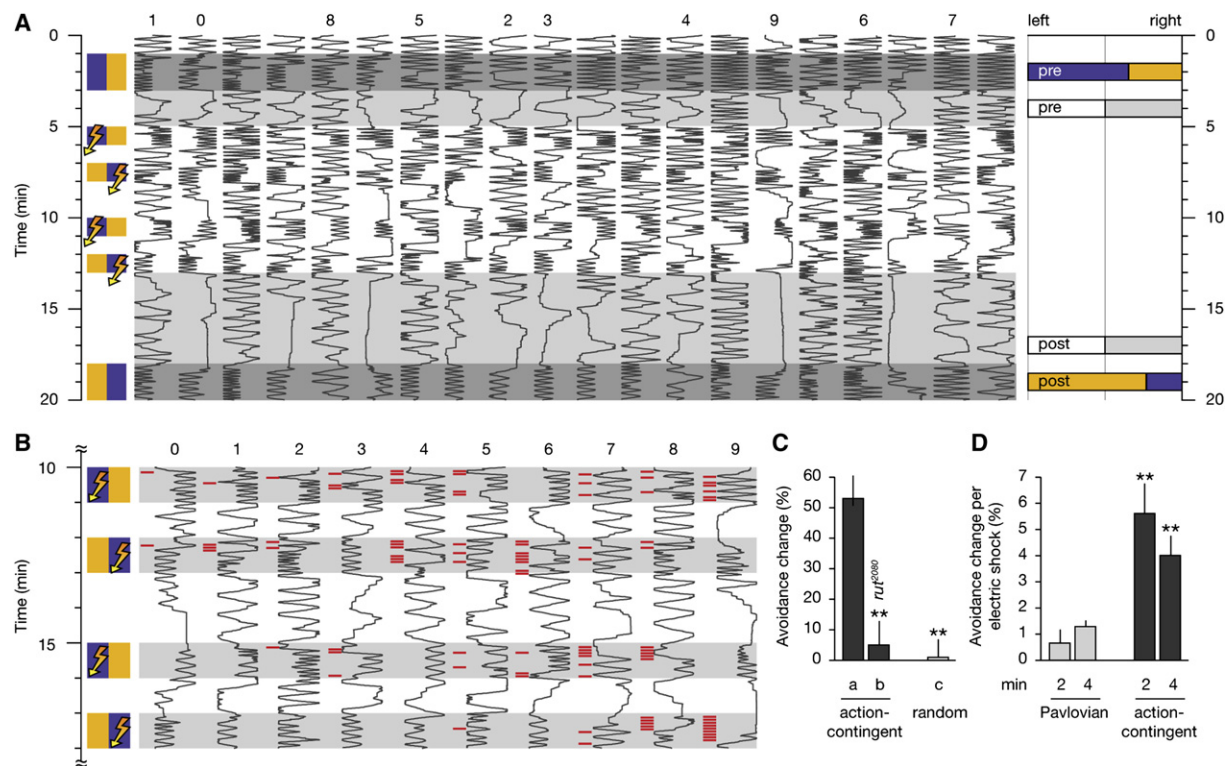 A
1 0 8 5 2 3 4 9 6 7
left right
0
5
10
15
20
Time (min)
pre
pre
post
post
0
5
10
15
20
B
0 1 2 3 4 5 6 7 8 9
10
15
Time (min)
C
Avoidance change (%)
60
50
40
30
20
10
0
rut2080
**
**
a b c
action-
contingent
random
D
Avoidance change per
electric shock (%)
7
6
5
4
3
2
1
0
**
**
min 2 4 2 4
Pavlovian
action-
contingent